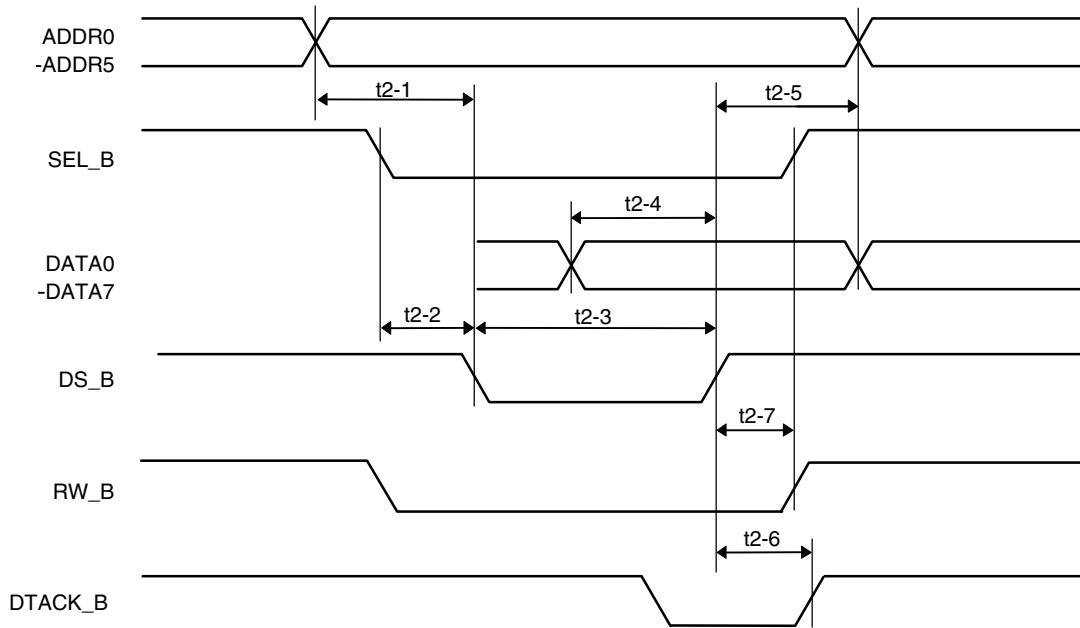 ADDR0
-ADDR5
t2-1
t2-5
SEL_B
t2-4
DATA0
-DATA7
t2-2
t2-3
DS_B
t2-7
RW_B
t2-6
DTACK_B